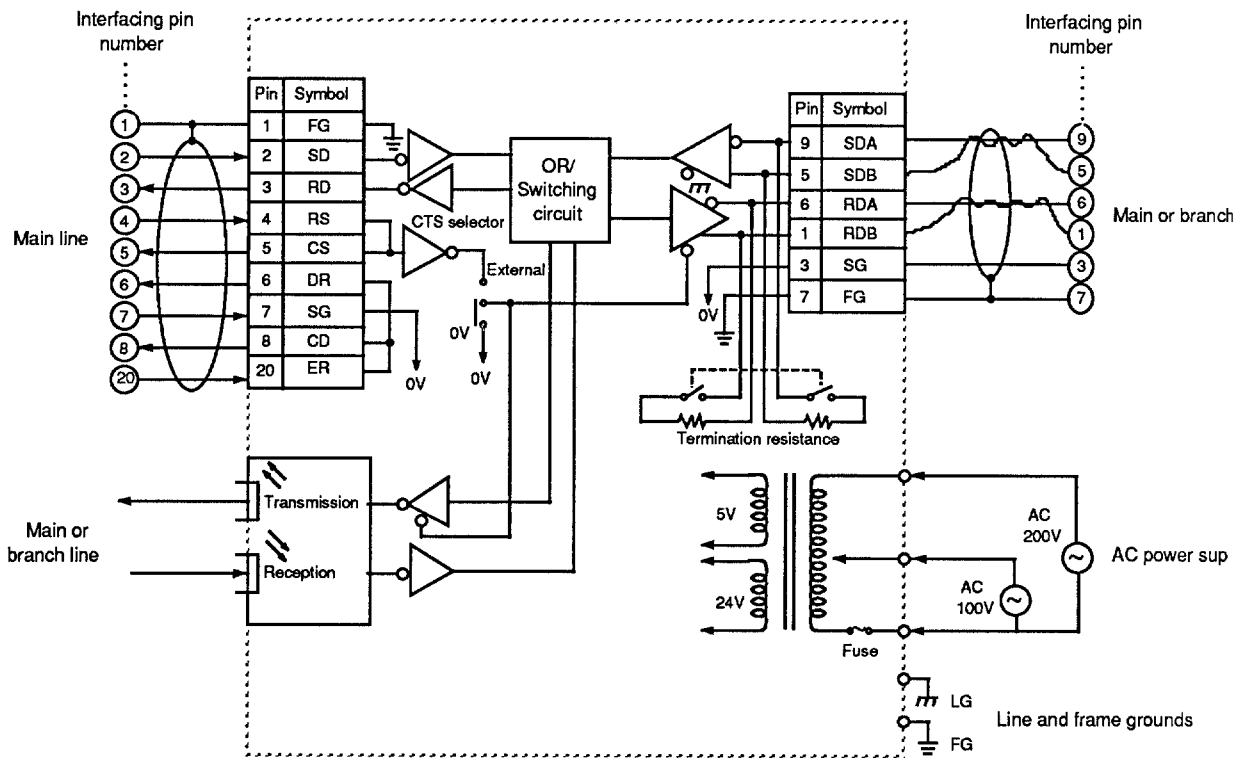 Interfacing pin
number
Main line
1
2
3
4
5
6
7
8
20
Pin Symbol
1 FG
2 SD
3 RD
4 RS
5 CS
6 DR
7 SG
8 CD
20 ER
0V
CTS selector
External
0V
0V
OR/
Switching
circuit
Interfacing pin
number
Pin Symbol
9 SDA
5 SDB
6 RDA
1 RDB
3 SG
7 FG
0V
9
5
6
1
3
7
Main or branch
Termination resistance
Main or
branch line
Transmission
Reception
5V
24V
Fuse
AC
200V
AC
100V
AC power sup
LG
FG
Line and frame grounds